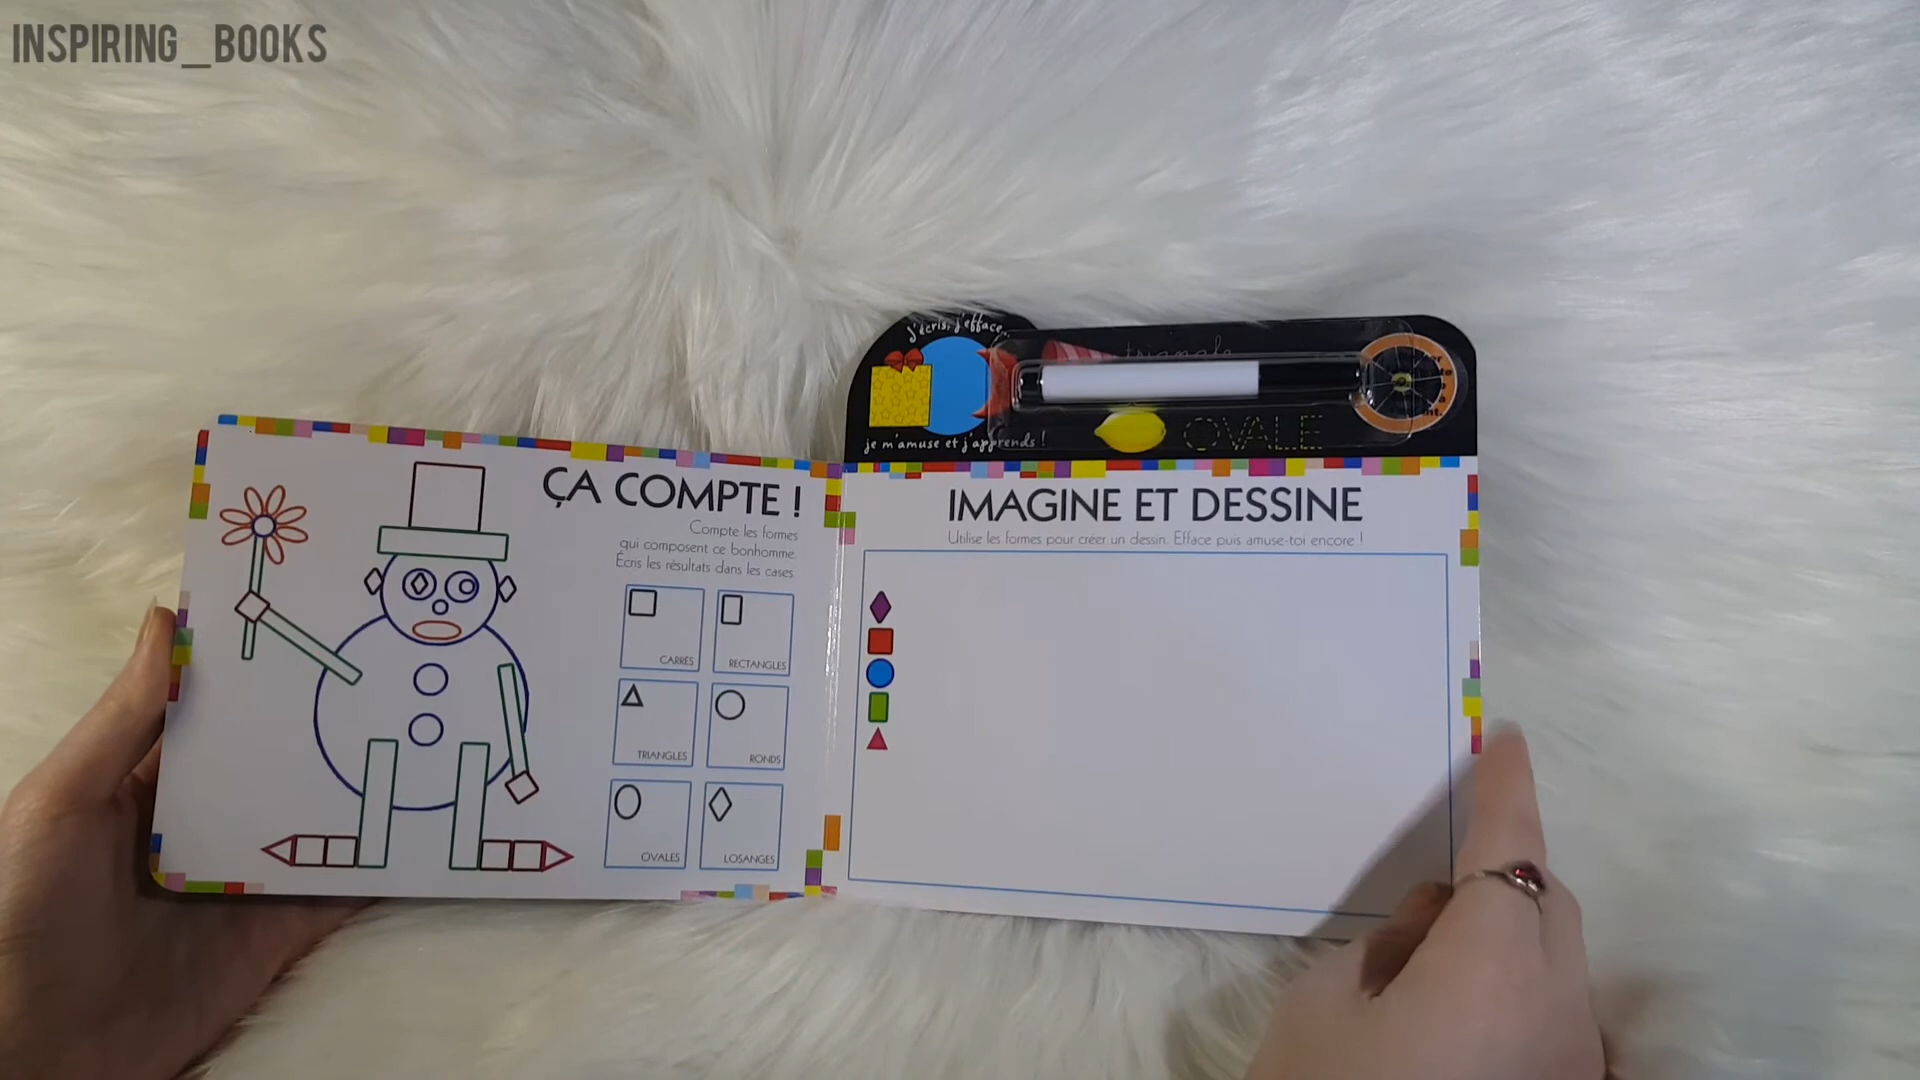 INSPIRING_BOOKS
j'écris, j'efface...
triangle
OVALE
je m'amuse et j'apprends !
ÇA COMPTE !
Compte les formes
qui composent ce bonhomme.
Écris les résultats dans les cases.
CARRÉS
RECTANGLES
TRIANGLES
RONDS
OVALES
LOSANGES
IMAGINE ET DESSINE
Utilise les formes pour créer un dessin. Efface puis amuse-toi encore !